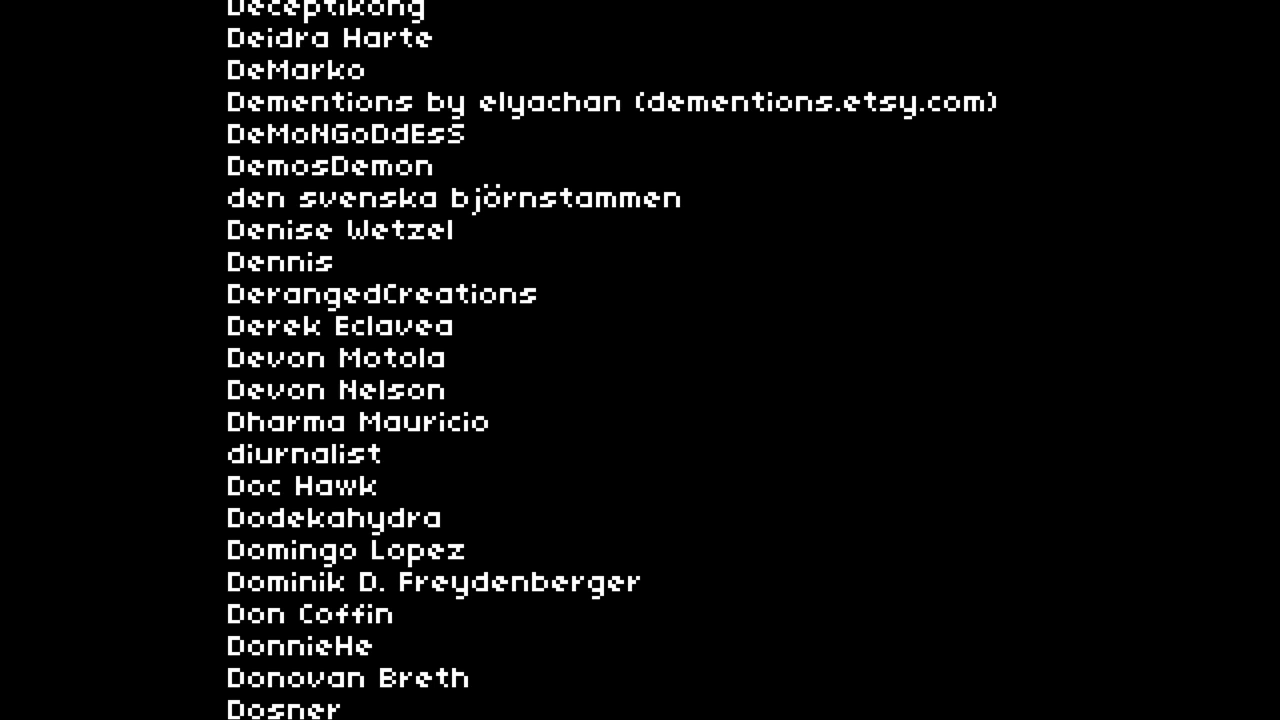 Deceptikong
Deidra Harte
DeMarko
Dementions by elyachan (dementions.etsy.com)
DeMoNGoDdEsS
DemosDemon
den svenska björnstammen
Denise Wetzel
Dennis
DerangedCreations
Derek Eclavea
Devon Motola
Devon Nelson
Dharma Mauricio
diurnalist
Doc Hawk
Dodekahydra
Domingo Lopez
Dominik D. Freydenberger
Don Coffin
DonnieHe
Donovan Breth
Dosner